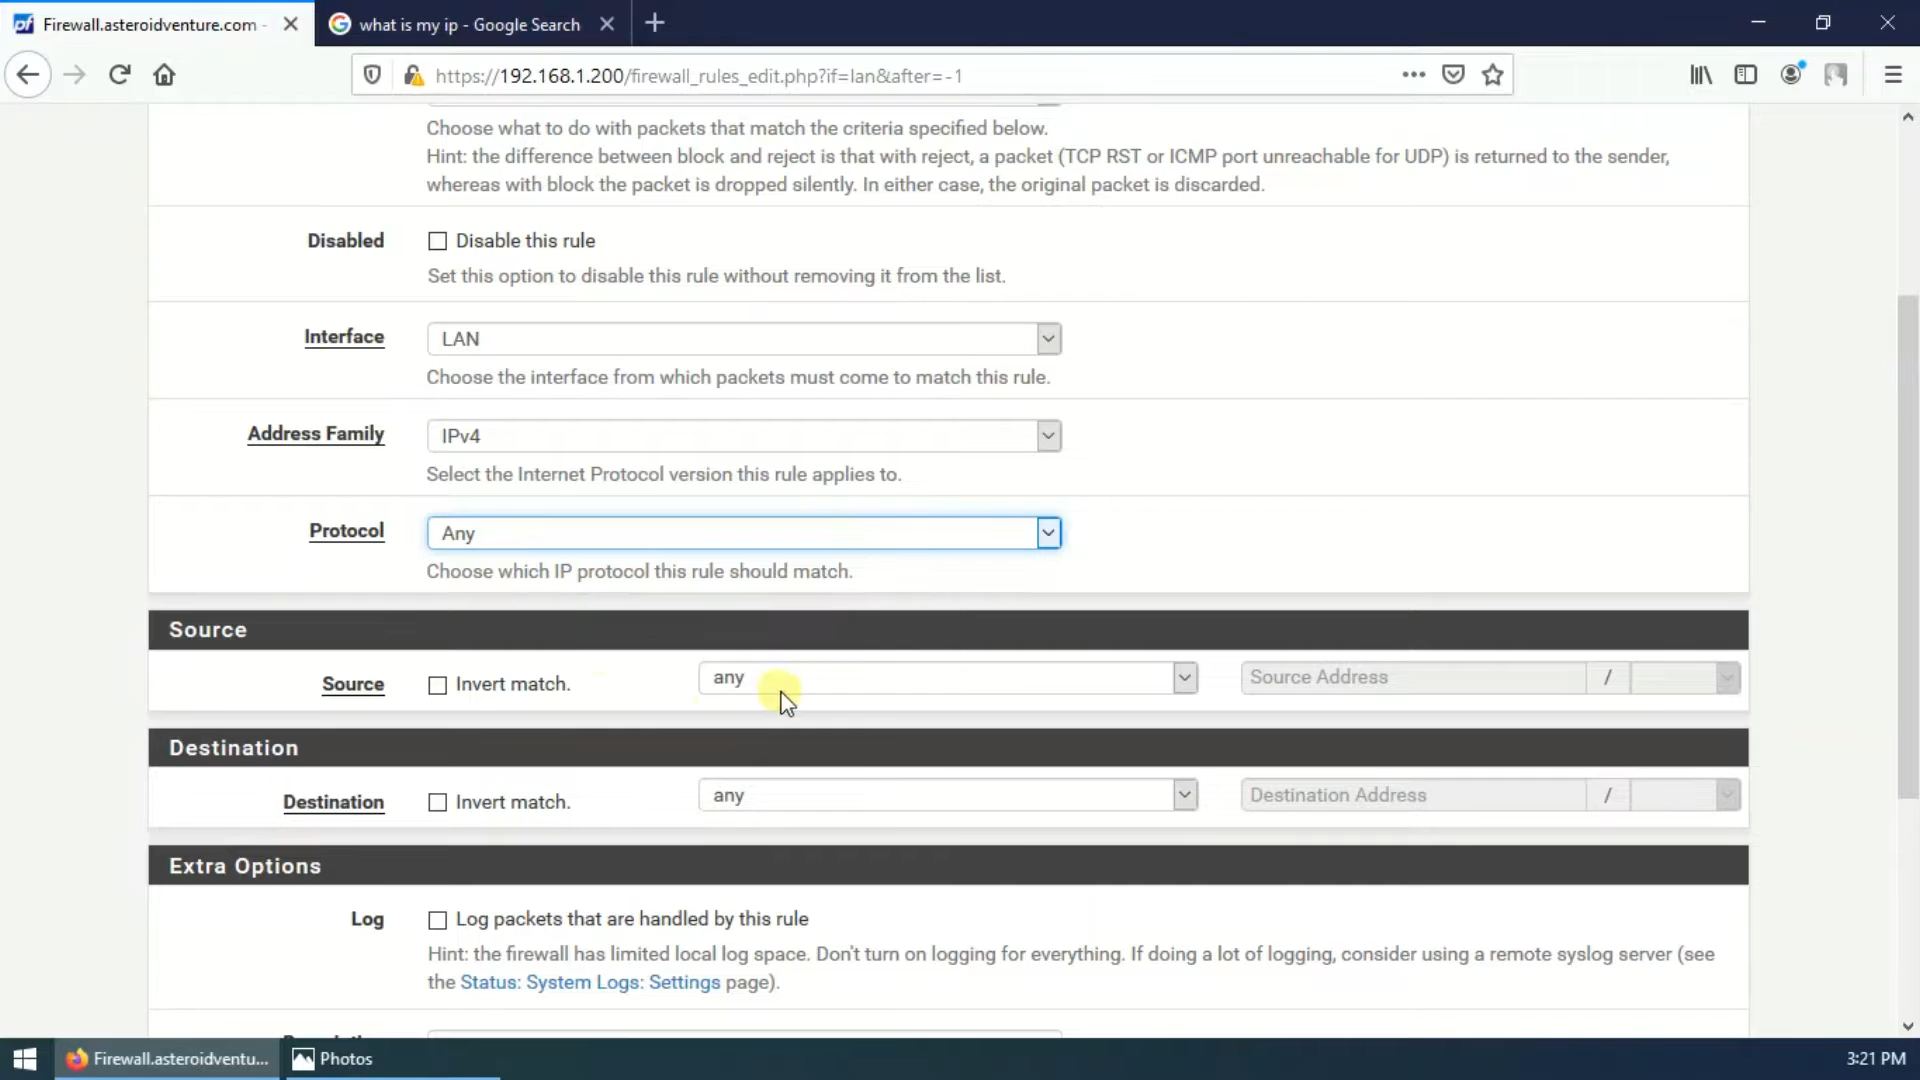 Firewall.asteroidventure.com -
what is my ip - Google Search
https://192.168.1.200/firewall_rules_edit.php?if=lan&after=-1
Choose what to do with packets that match the criteria specified below.
Hint: the difference between block and reject is that with reject, a packet (TCP RST or ICMP port unreachable for UDP) is returned to the sender,
whereas with block the packet is dropped silently. In either case, the original packet is discarded.
Disabled
Disable this rule
Set this option to disable this rule without removing it from the list.
Interface
LAN
Choose the interface from which packets must come to match this rule.
Address Family
IPv4
Select the Internet Protocol version this rule applies to.
Protocol
Any
Choose which IP protocol this rule should match.
Source
Source
Invert match.
any
Source Address
/
Destination
Destination
Invert match.
any
Destination Address
/
Extra Options
Log
Log packets that are handled by this rule
Hint: the firewall has limited local log space. Don't turn on logging for everything. If doing a lot of logging, consider using a remote syslog server (see
the Status: System Logs: Settings page).
Firewall.asteroidventu...
Photos
3:21 PM